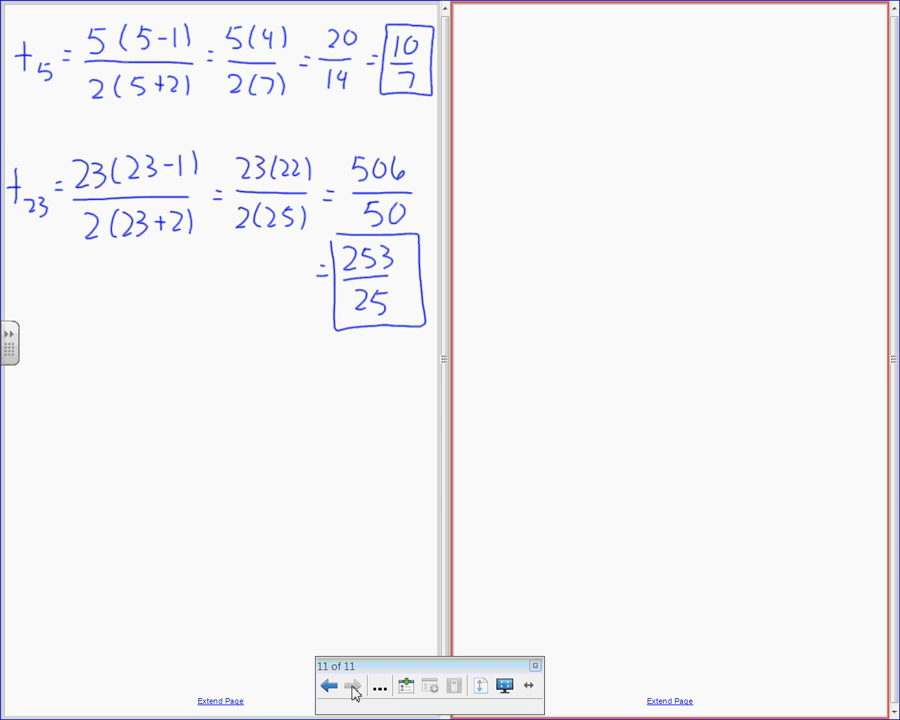 t₅ = 5(5-1)/2(5+2) = 5(4)/2(7) = 20/14 = 10/7
t₂₃ = 23(23-1)/2(23+2) = 23(22)/2(25) = 506/50
= 253/25
11 of 11
Extend Page
Extend Page